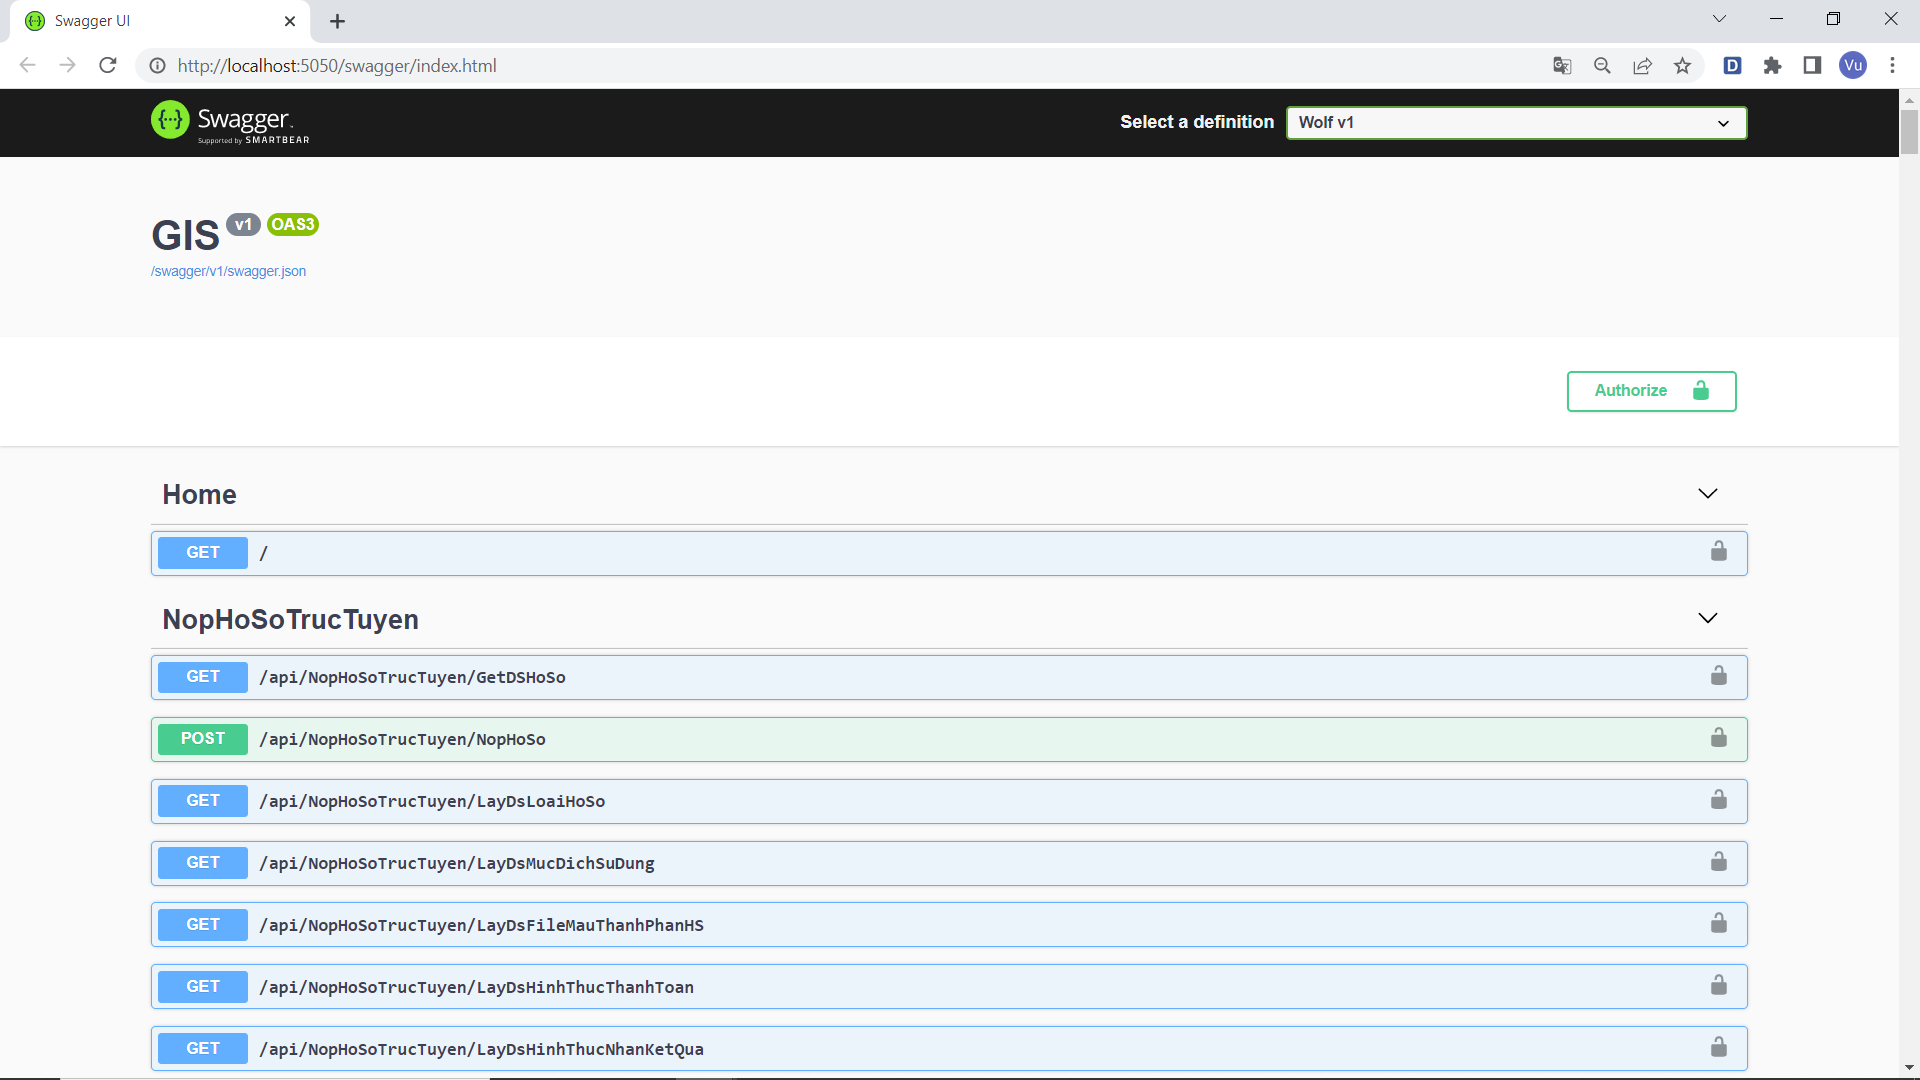 Swagger UI
http://localhost:5050/swagger/index.html
D
Vu
Swagger
Supported by SMARTBEAR
Select a definition
Wolf v1
GIS v1 OAS3
/swagger/v1/swagger.json
Authorize
Home
GET /
NopHoSoTrucTuyen
GET /api/NopHoSoTrucTuyen/GetDSHoSo
POST /api/NopHoSoTrucTuyen/NopHoSo
GET /api/NopHoSoTrucTuyen/LayDsLoaiHoSo
GET /api/NopHoSoTrucTuyen/LayDsMucDichSuDung
GET /api/NopHoSoTrucTuyen/LayDsFileMauThanhPhanHS
GET /api/NopHoSoTrucTuyen/LayDsHinhThucThanhToan
GET /api/NopHoSoTrucTuyen/LayDsHinhThucNhanKetQua